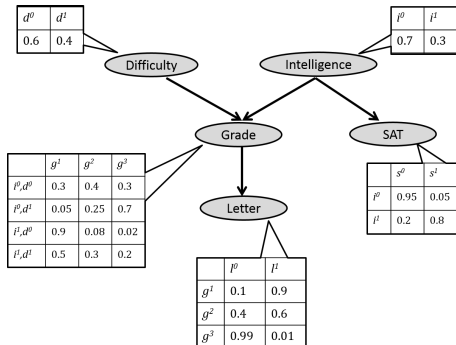 d⁰ d¹
0.6 0.4
i⁰ i¹
0.7 0.3
Difficulty
Intelligence
Grade
SAT
Letter
g¹ g² g³
i⁰,d⁰ 0.3 0.4 0.3
i⁰,d¹ 0.05 0.25 0.7
i¹,d⁰ 0.9 0.08 0.02
i¹,d¹ 0.5 0.3 0.2
s⁰ s¹
i⁰ 0.95 0.05
i¹ 0.2 0.8
l⁰ l¹
g¹ 0.1 0.9
g² 0.4 0.6
g³ 0.99 0.01